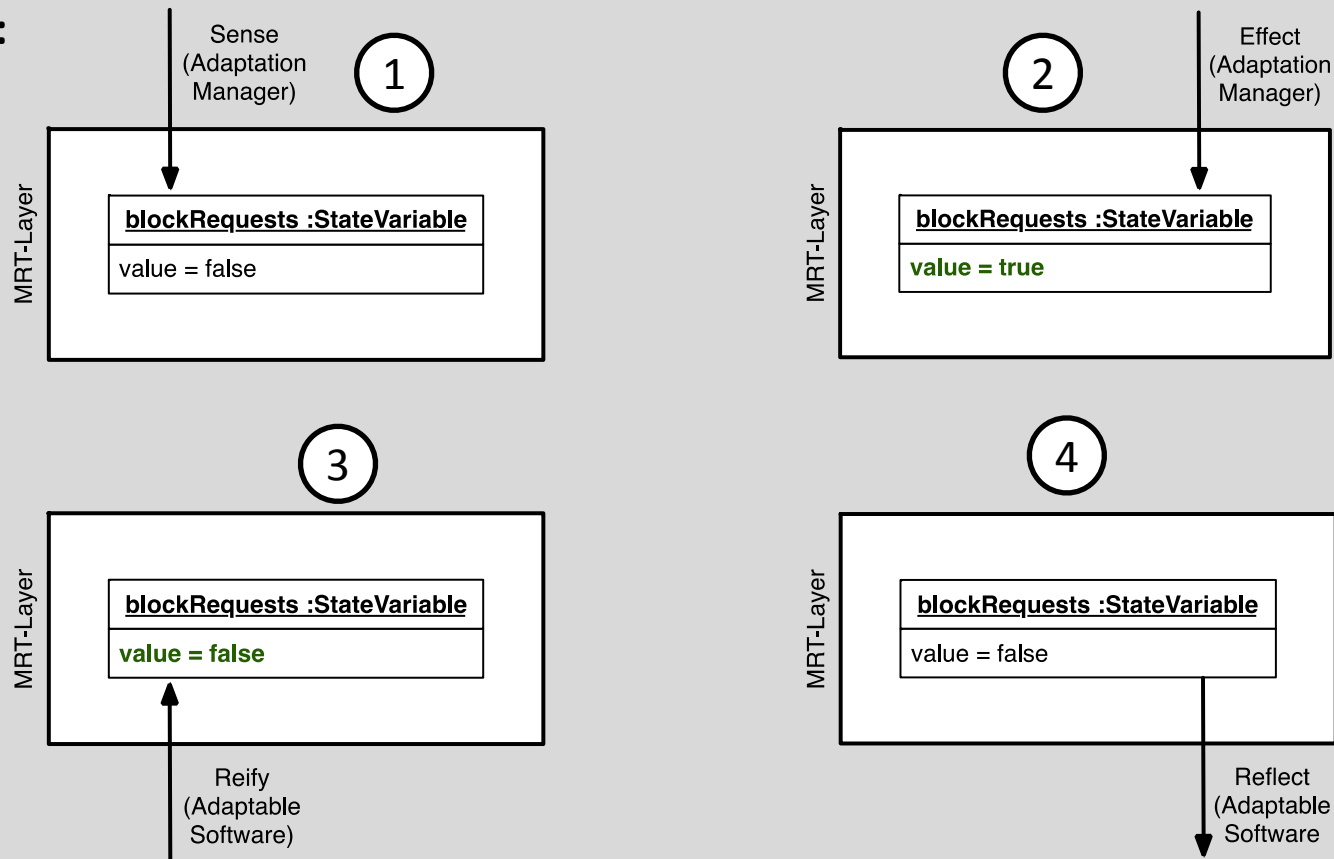 :
Sense
(Adaptation
Manager)
1
MRT-Layer
blockRequests :StateVariable
value = false
2
Effect
(Adaptation
Manager)
MRT-Layer
blockRequests :StateVariable
value = true
3
MRT-Layer
blockRequests :StateVariable
value = false
Reify
(Adaptable
Software)
4
MRT-Layer
blockRequests :StateVariable
value = false
Reflect
(Adaptable
Software